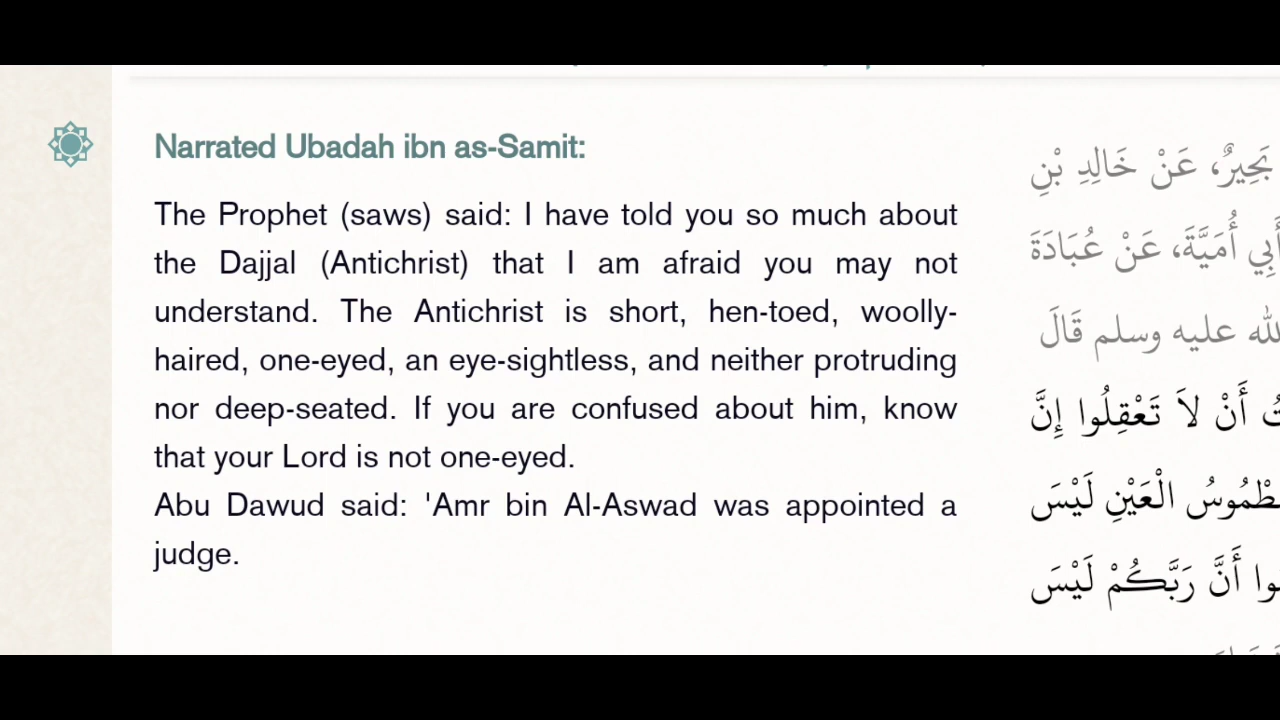 Narrated Ubadah ibn as-Samit:
The Prophet (saws) said: I have told you so much about
the Dajjal (Antichrist) that I am afraid you may not
understand. The Antichrist is short, hen-toed, woolly-
haired, one-eyed, an eye-sightless, and neither protruding
nor deep-seated. If you are confused about him, know
that your Lord is not one-eyed.
Abu Dawud said: 'Amr bin Al-Aswad was appointed a
judge.
بَحِيرٌ، عَنْ خَالِدِ بْنِ
أَبِي أُمَيَّةَ، عَنْ عُبَادَةَ
الله عليه وسلم قَالَ
أَنْ لاَ تَعْقِلُوا إِنَّ
الْعَيْنِ لَيْسَ
أَنَّ رَبَّكُمْ لَيْسَ